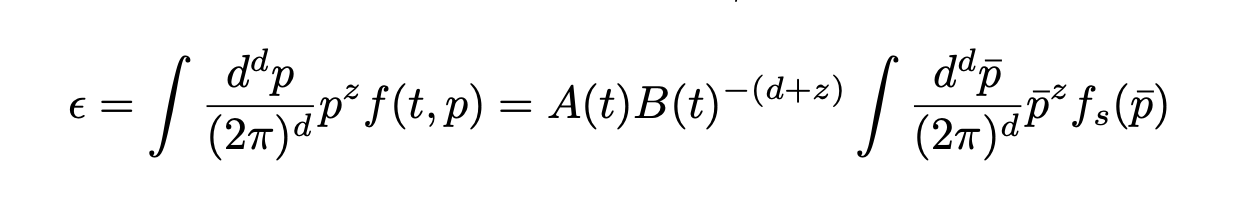 ϵ = ∫ d^d p / (2π)^d p^z f(t, p) = A(t)B(t)^{−(d+z)} ∫ d^d p̄ / (2π)^d p̄^z f_s(p̄)